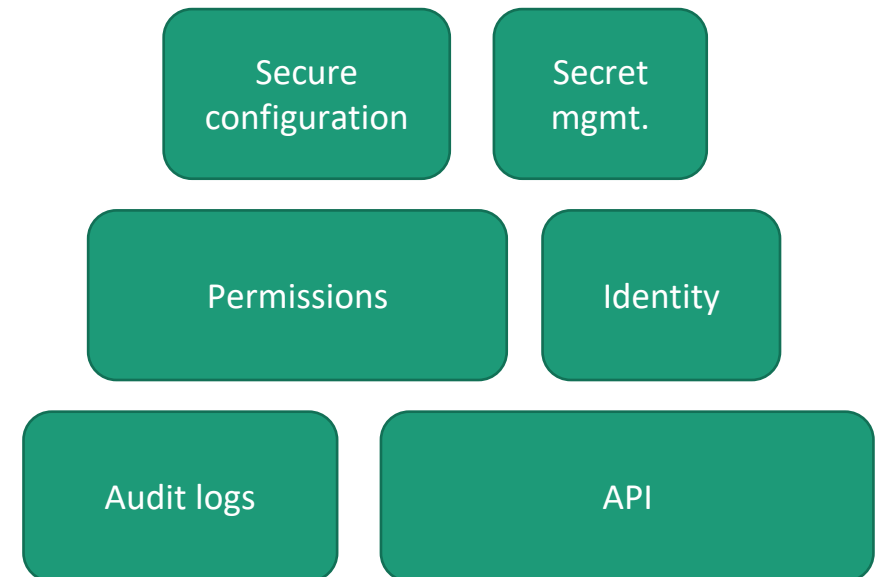 Secure
configuration
Secret
mgmt.
Permissions
Identity
Audit logs
API